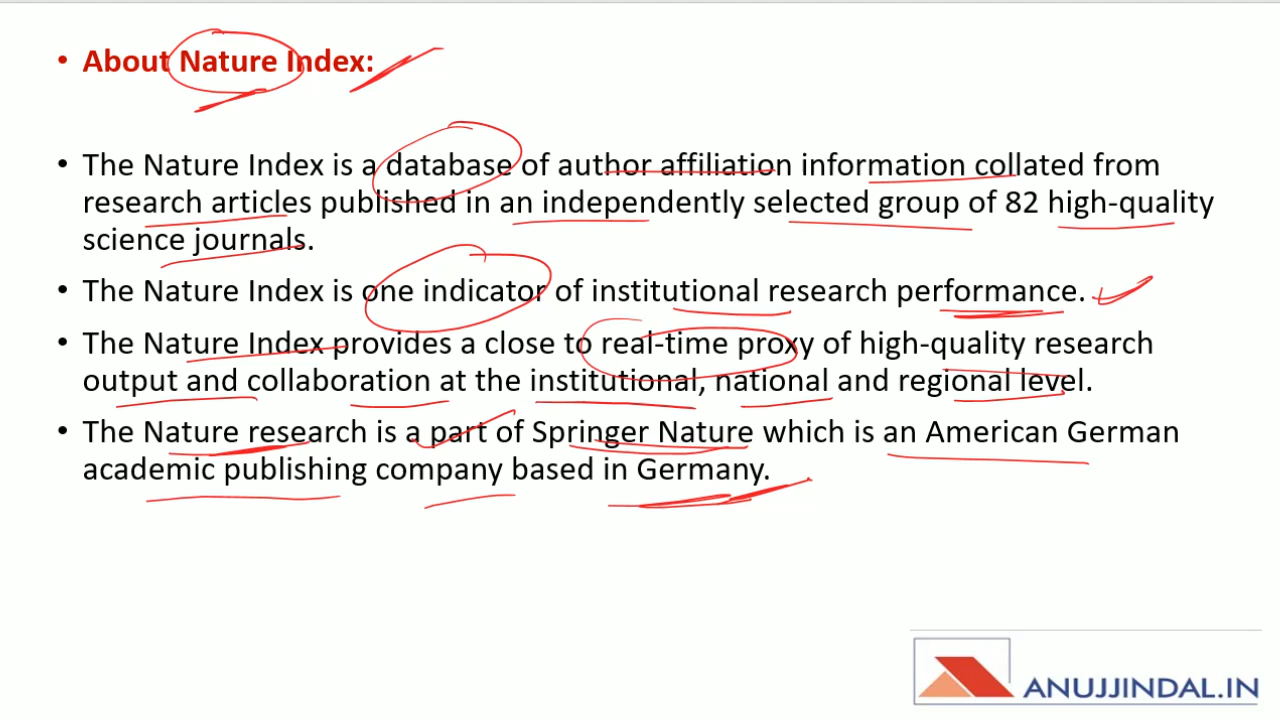 • About Nature Index:
• The Nature Index is a database of author affiliation information collated from
research articles published in an independently selected group of 82 high-quality
science journals.
• The Nature Index is one indicator of institutional research performance.
• The Nature Index provides a close to real-time proxy of high-quality research
output and collaboration at the institutional, national and regional level.
• The Nature research is a part of Springer Nature which is an American German
academic publishing company based in Germany.
ANUJJINDAL.IN